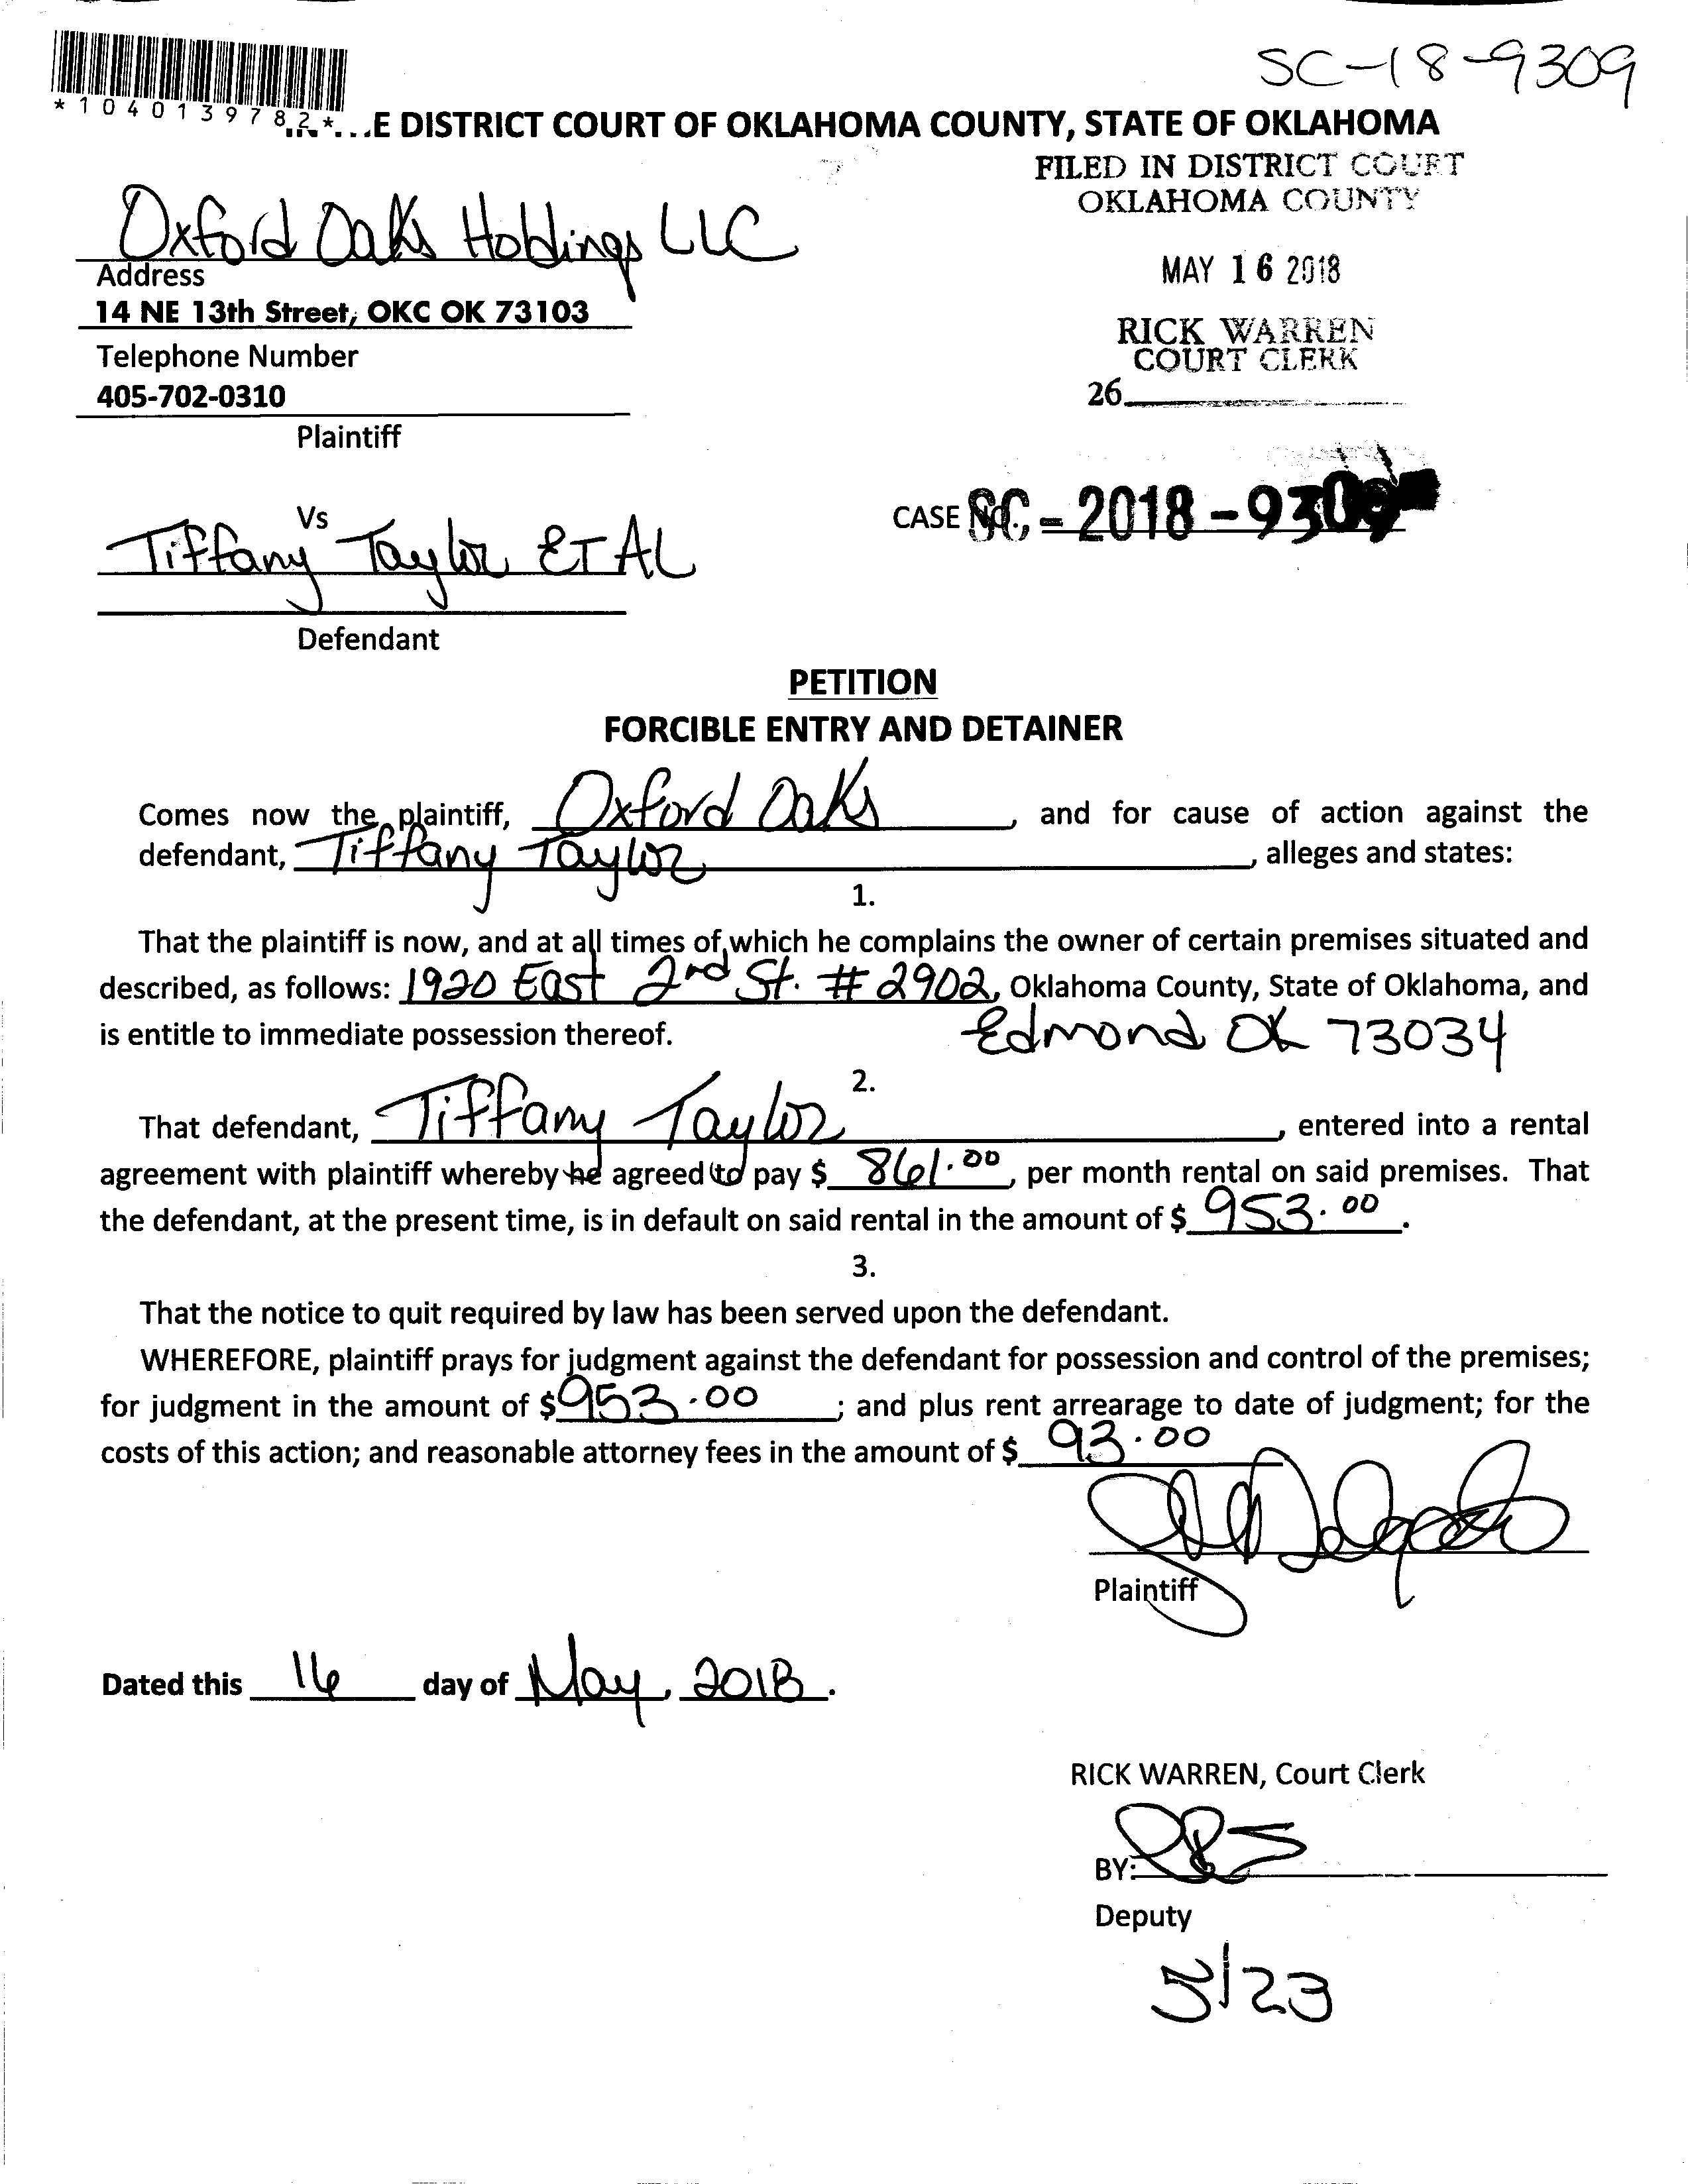 SC-18-9309
*1040139782*
E DISTRICT COURT OF OKLAHOMA COUNTY, STATE OF OKLAHOMA
FILED IN DISTRICT COURT
OKLAHOMA COUNTY
Oxford Oaks Holdings LLC
Address
MAY 16 2018
14 NE 13th Street, OKC OK 73103
RICK WARREN
COURT CLERK
Telephone Number
26
405-702-0310
Plaintiff
Vs
CASE No., SC - 2018 - 9309
Tiffany Taylor ET AL
Defendant
PETITION
FORCIBLE ENTRY AND DETAINER
Comes now the plaintiff, Oxford Oaks, and for cause of action against the
defendant, Tiffany Taylor, alleges and states:
1.
That the plaintiff is now, and at all times of which he complains the owner of certain premises situated and
described, as follows: 1920 East 2nd St. # 2902, Oklahoma County, State of Oklahoma, and
is entitle to immediate possession thereof. Edmond OK 73034
2.
That defendant, Tiffany Taylor, entered into a rental
agreement with plaintiff whereby he agreed to pay $ 861.00, per month rental on said premises. That
the defendant, at the present time, is in default on said rental in the amount of $ 953.00.
3.
That the notice to quit required by law has been served upon the defendant.
WHEREFORE, plaintiff prays for judgment against the defendant for possession and control of the premises;
for judgment in the amount of $ 953.00; and plus rent arrearage to date of judgment; for the
costs of this action; and reasonable attorney fees in the amount of $ 93.00
Plaintiff
Dated this 16 day of May, 2018.
RICK WARREN, Court Clerk
BY:
Deputy
5/23